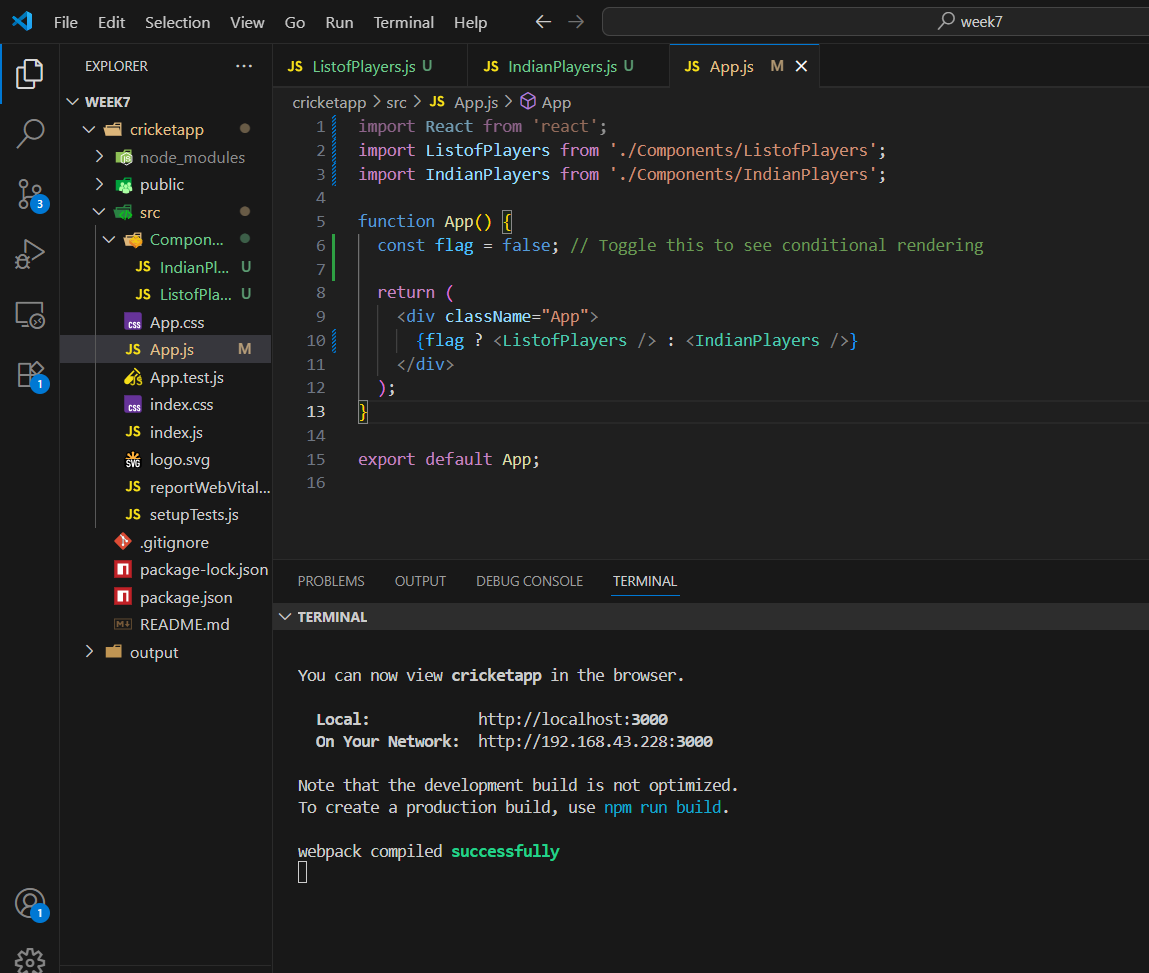 File Edit Selection View Go Run Terminal Help week7
EXPLORER
WEEK7
cricketapp
node_modules
public
src
Compon...
JS IndianPl... U
JS ListofPla... U
css App.css
JS App.js M
App.test.js
css index.css
JS index.js
SVG logo.svg
JS reportWebVital...
JS setupTests.js
.gitignore
package-lock.json
package.json
M↓ README.md
output
3
1
1
JS ListofPlayers.js U JS IndianPlayers.js U JS App.js M
cricketapp > src > JS App.js > App
1 import React from 'react';
2 import ListofPlayers from './Components/ListofPlayers';
3 import IndianPlayers from './Components/IndianPlayers';
4
5 function App() {
6 const flag = false; // Toggle this to see conditional rendering
7
8 return (
9 <div className="App">
10 {flag ? <ListofPlayers /> : <IndianPlayers />}
11 </div>
12 );
13 }
14
15 export default App;
16
PROBLEMS OUTPUT DEBUG CONSOLE TERMINAL
TERMINAL
You can now view cricketapp in the browser.
Local: http://localhost:3000
On Your Network: http://192.168.43.228:3000
Note that the development build is not optimized.
To create a production build, use npm run build.
webpack compiled successfully